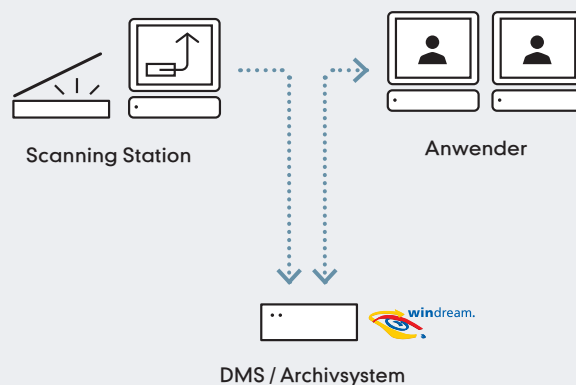 Scanning Station
Anwender
windream.
DMS / Archivsystem